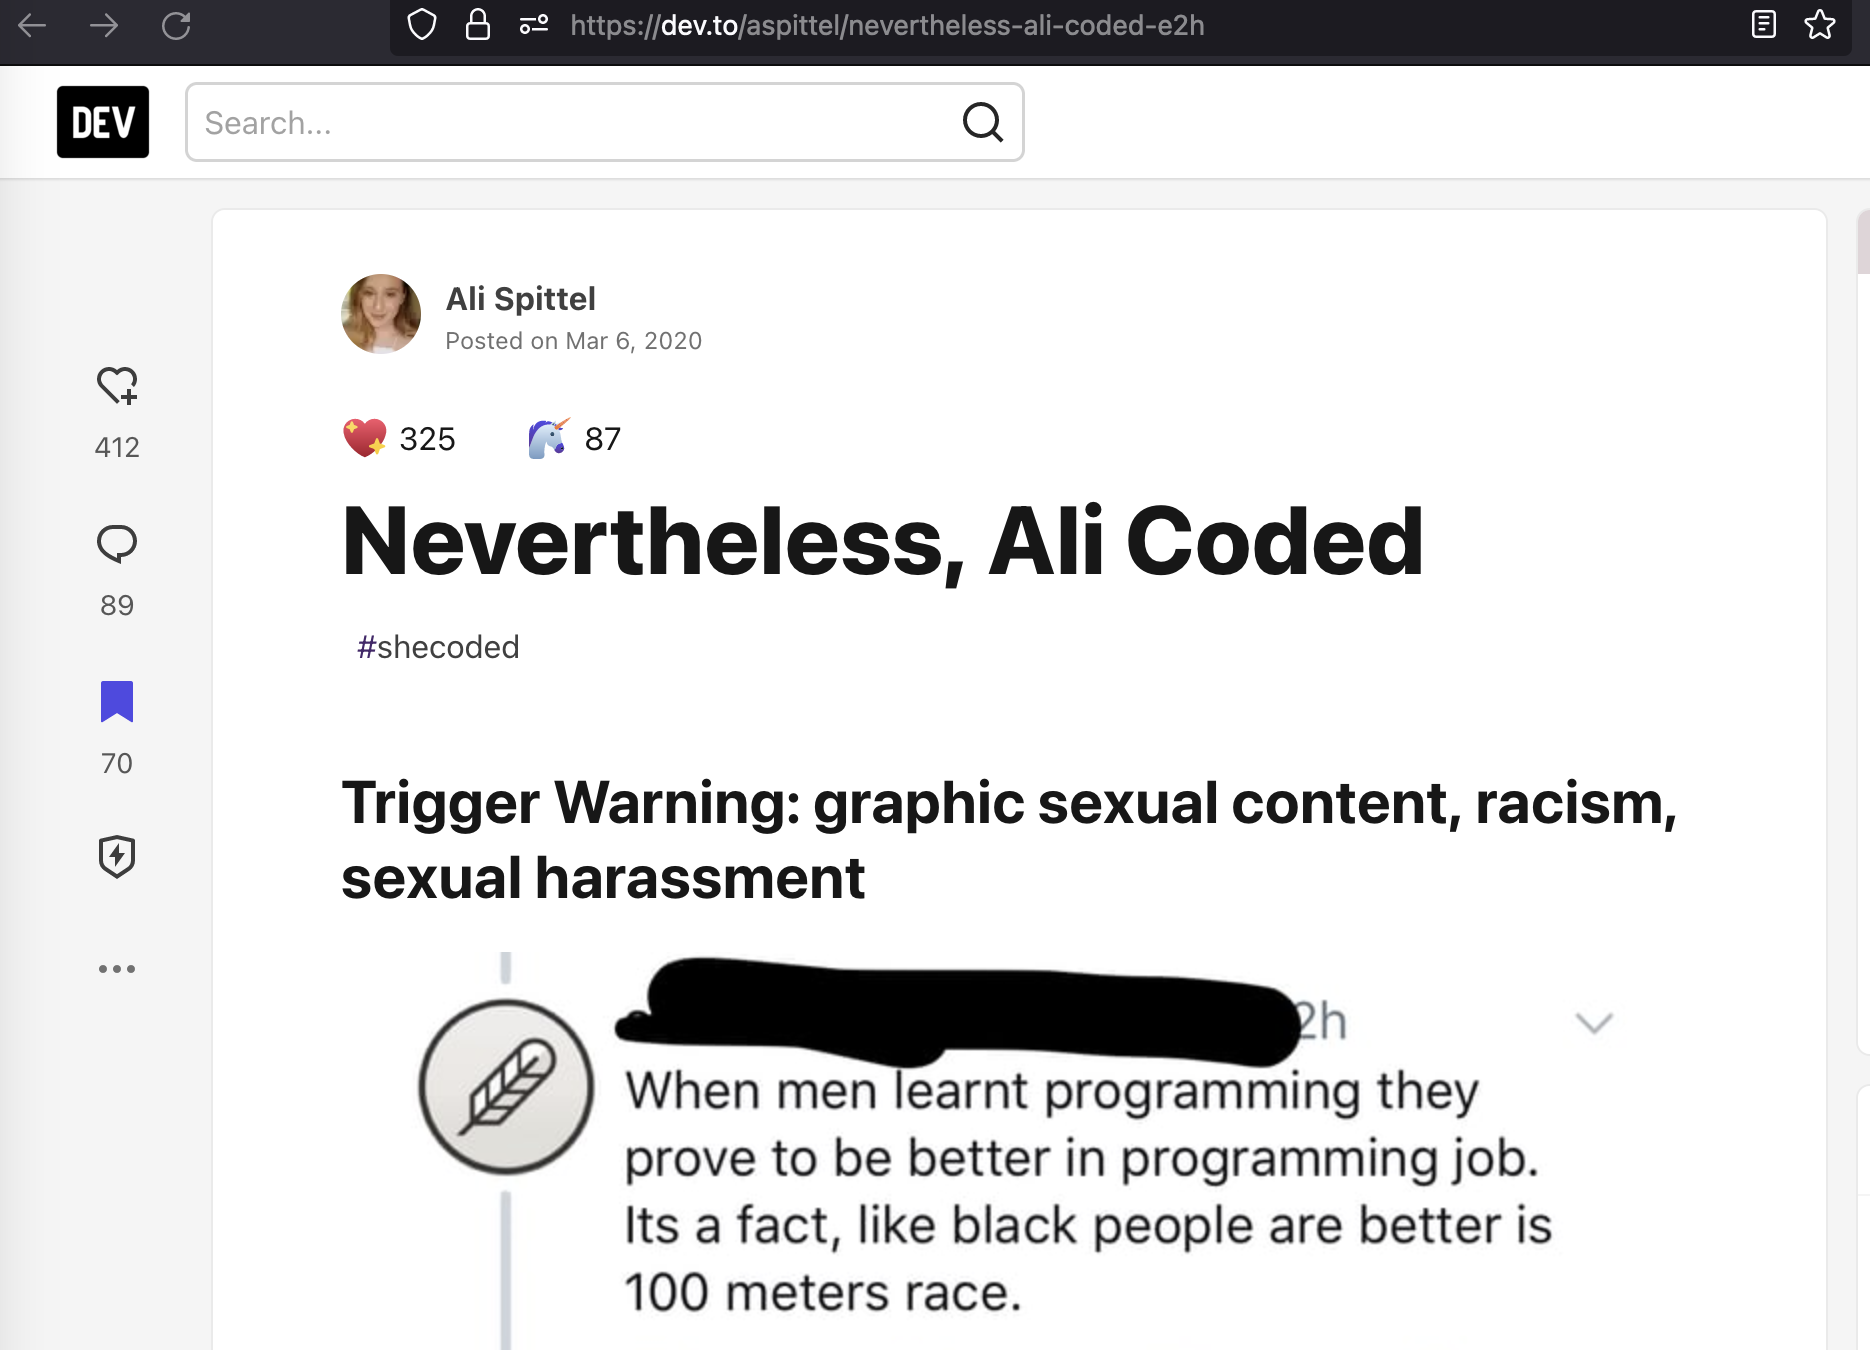 https://dev.to/aspittel/nevertheless-ali-coded-e2h
DEV
Search...
Ali Spittel
Posted on Mar 6, 2020
325 87
412
Nevertheless, Ali Coded
89
#shecoded
70
Trigger Warning: graphic sexual content, racism,
sexual harassment
2h
When men learnt programming they
prove to be better in programming job.
Its a fact, like black people are better is
100 meters race.